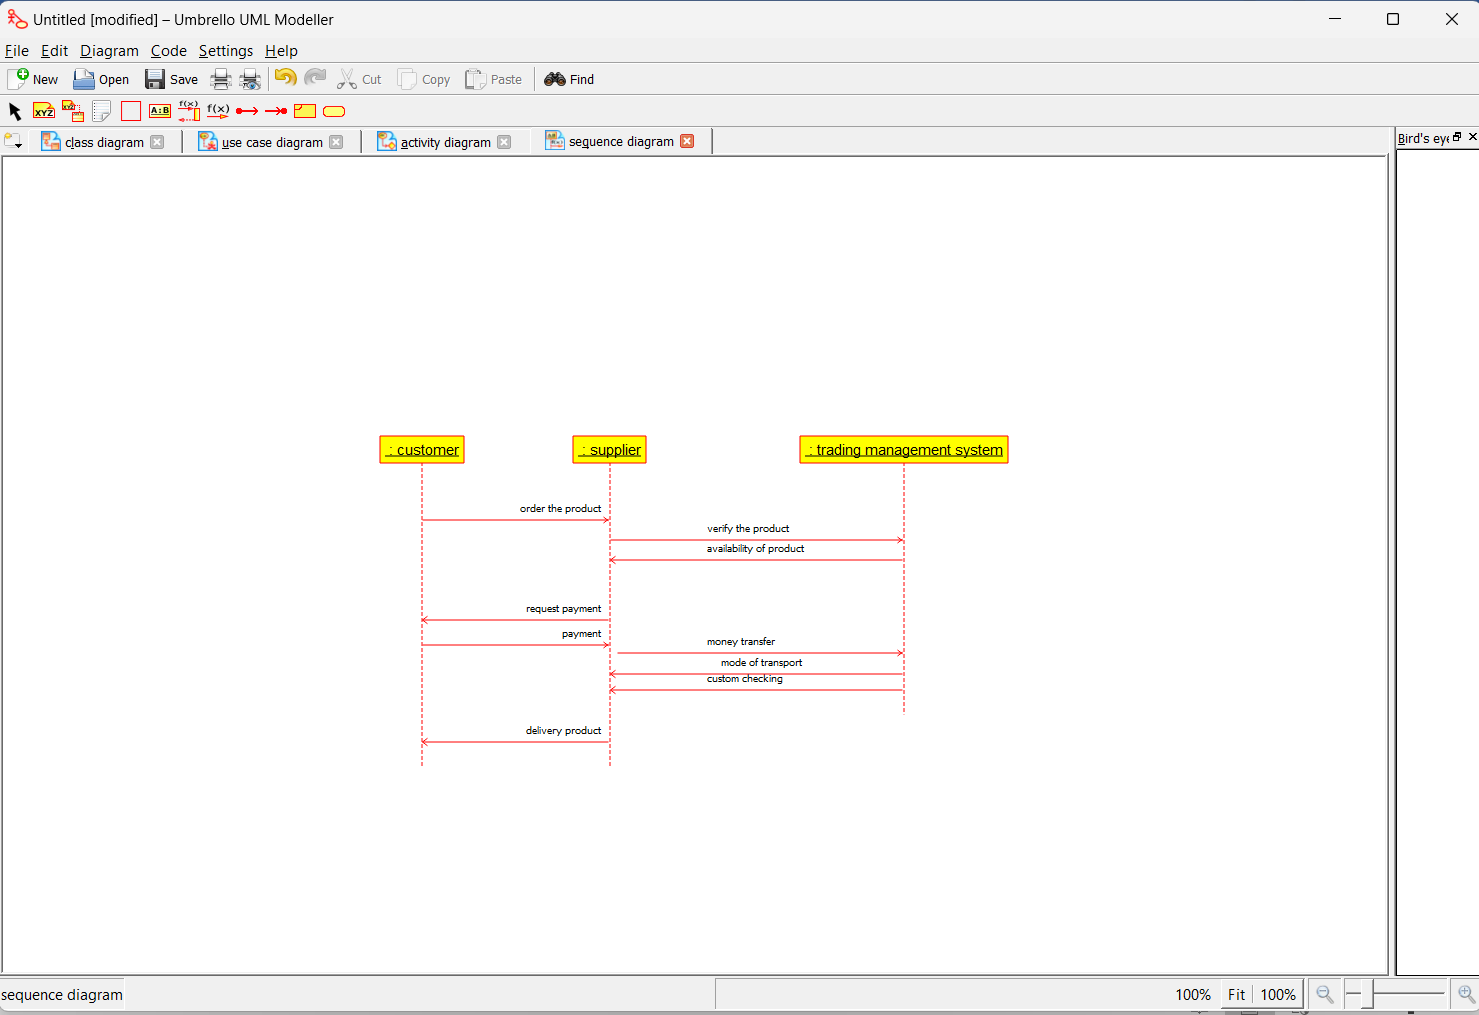 Untitled [modified] – Umbrello UML Modeller
File Edit Diagram Code Settings Help
New Open Save Cut Copy Paste Find
XYZ XYZ A:B f(x) f(x)
class diagram use case diagram activity diagram sequence diagram Bird's eye
: customer : supplier : trading management system
order the product
verify the product
availability of product
request payment
payment
money transfer
mode of transport
custom checking
delivery product
sequence diagram 100% Fit 100%